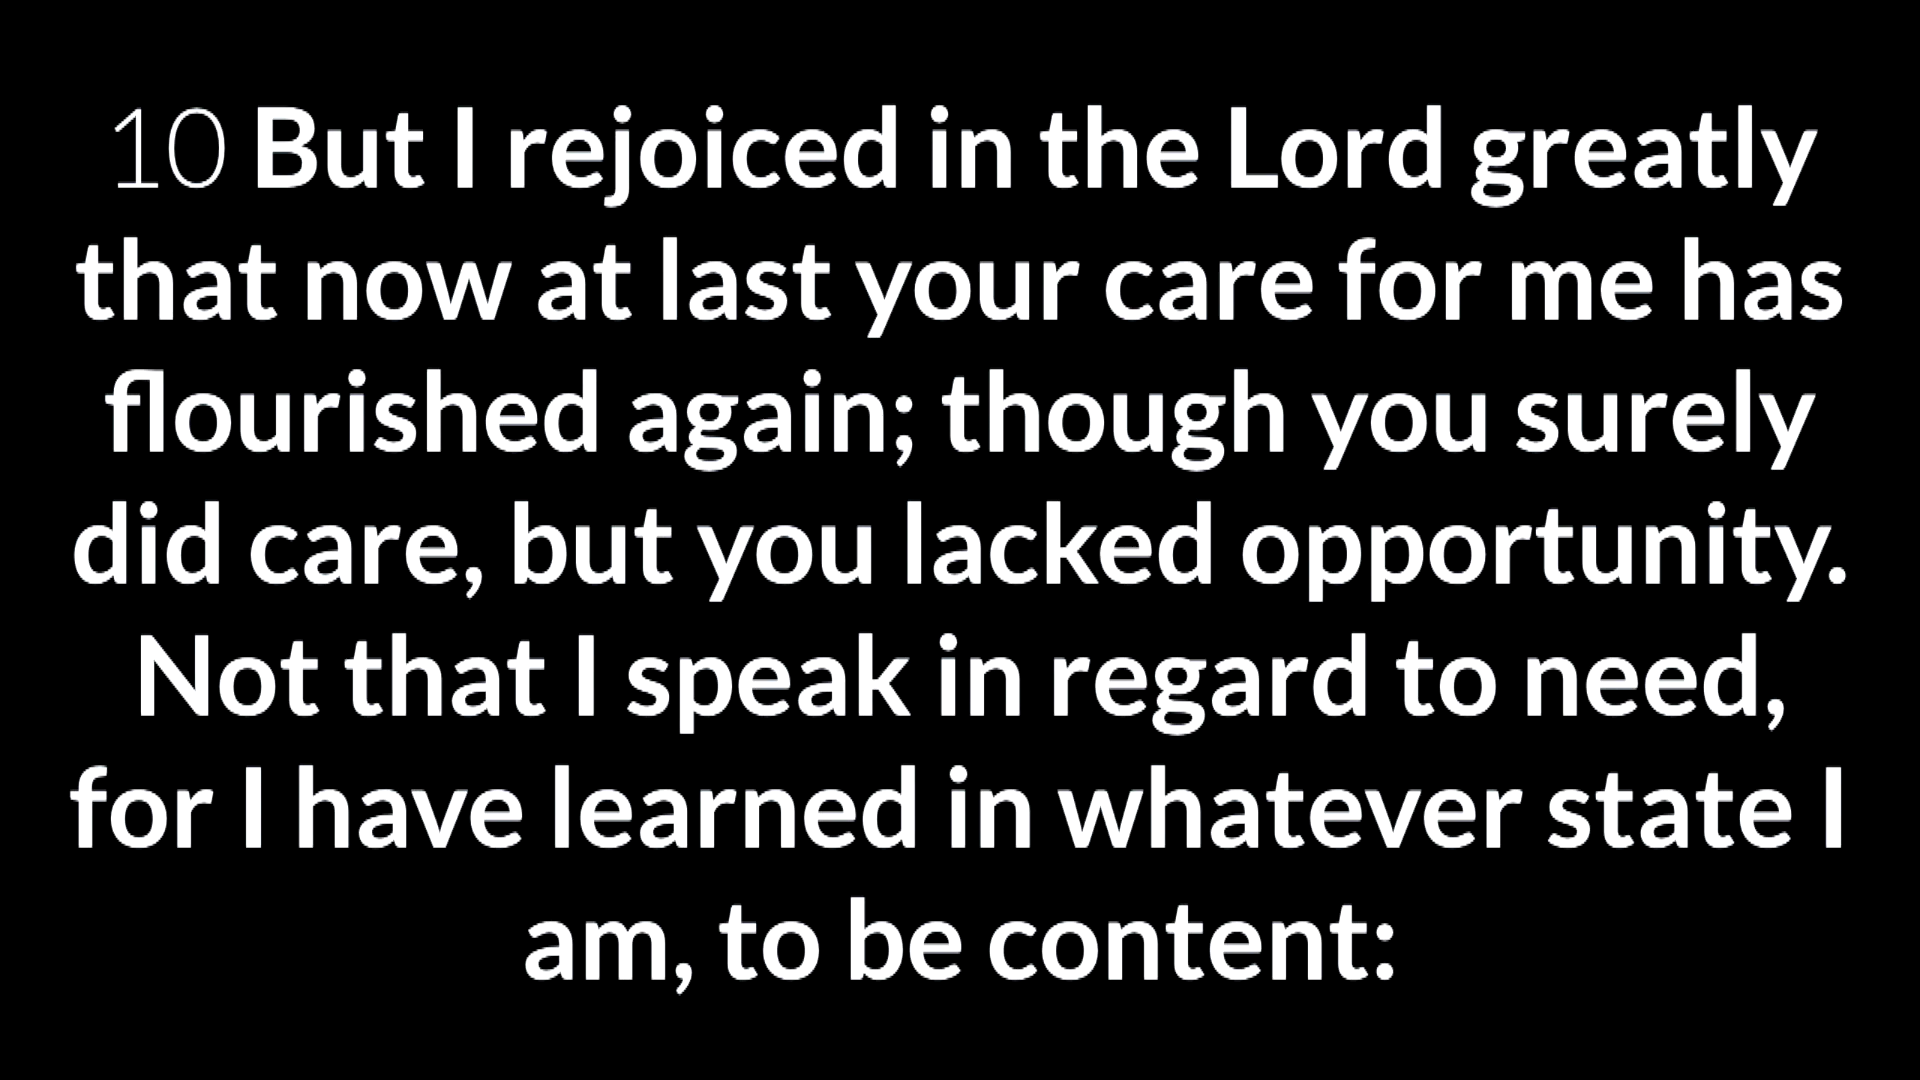 10 But I rejoiced in the Lord greatly
that now at last your care for me has
flourished again; though you surely
did care, but you lacked opportunity.
Not that I speak in regard to need,
for I have learned in whatever state I
am, to be content: